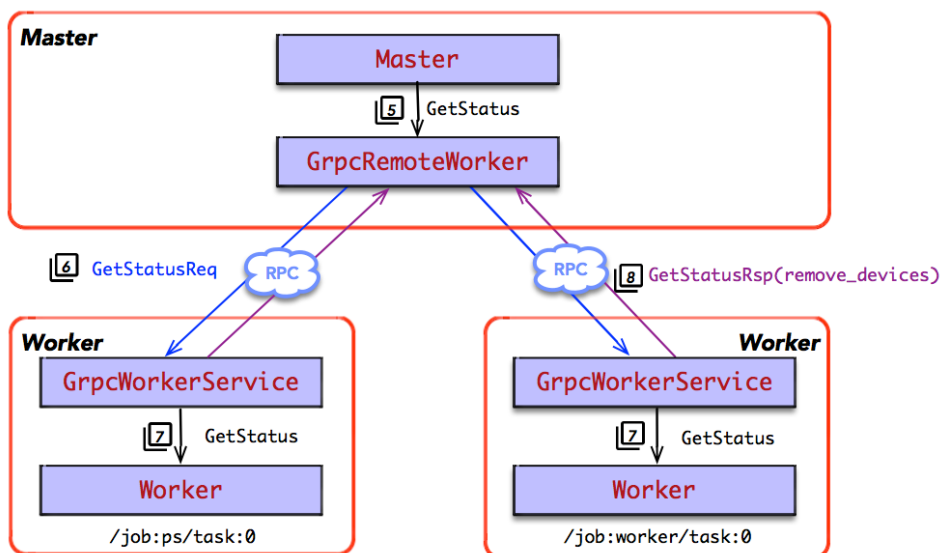 Master
Master
5 GetStatus
GrpcRemoteWorker
6 GetStatusReq
RPC
RPC
8 GetStatusRsp(remove_devices)
Worker
Worker
GrpcWorkerService
GrpcWorkerService
7 GetStatus
7 GetStatus
Worker
Worker
/job:ps/task:0
/job:worker/task:0